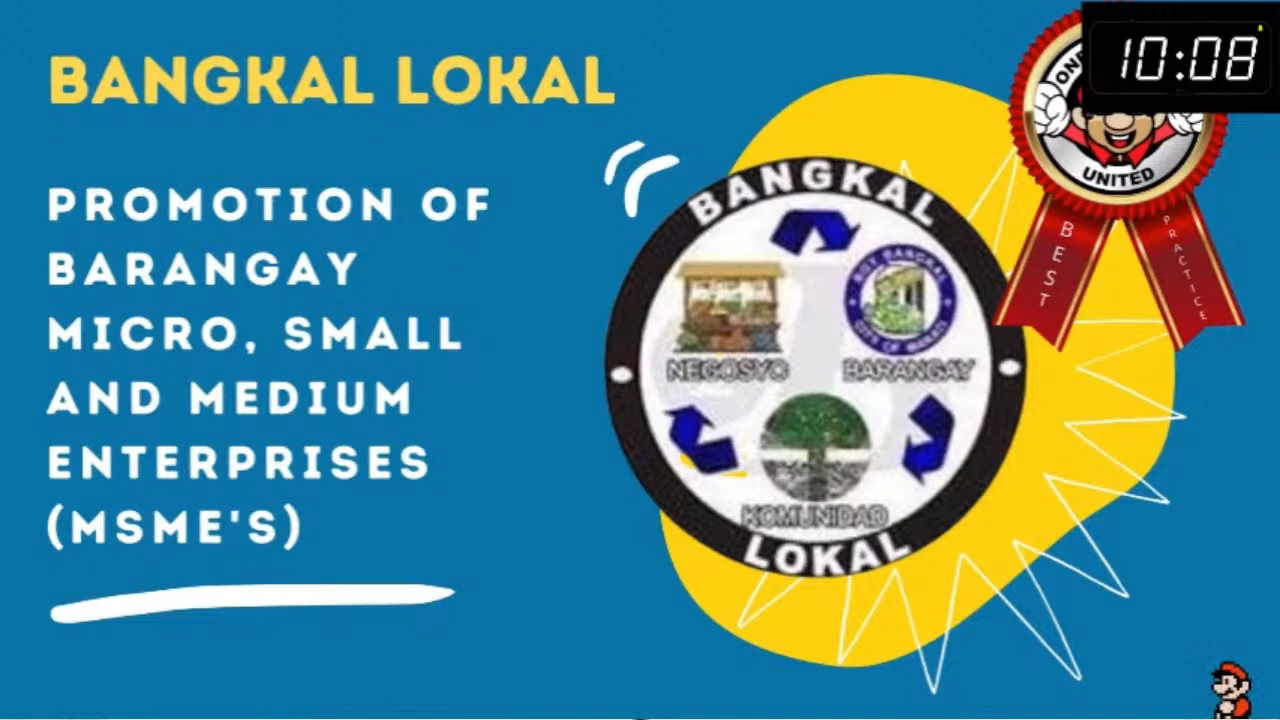 BANGKAL LOKAL
PROMOTION OF
BARANGAY
MICRO, SMALL
AND MEDIUM
ENTERPRISES
(MSME'S)
BANGKAL
NEGOSYO
BARANGAY
KOMUNIDAD
LOKAL
10:08
UNITED
BEST
PRACTICE